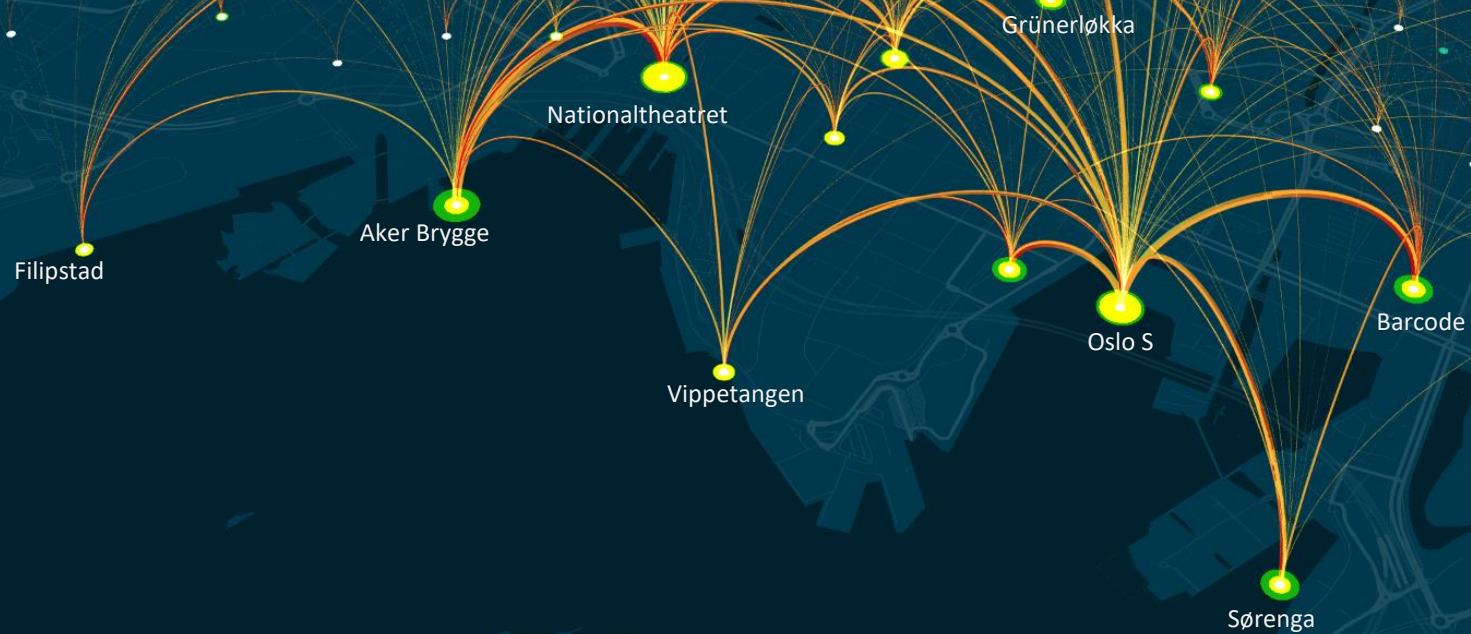 Grünerløkka
Nationaltheatret
Aker Brygge
Filipstad
Barcode
Oslo S
Vippetangen
Sørenga